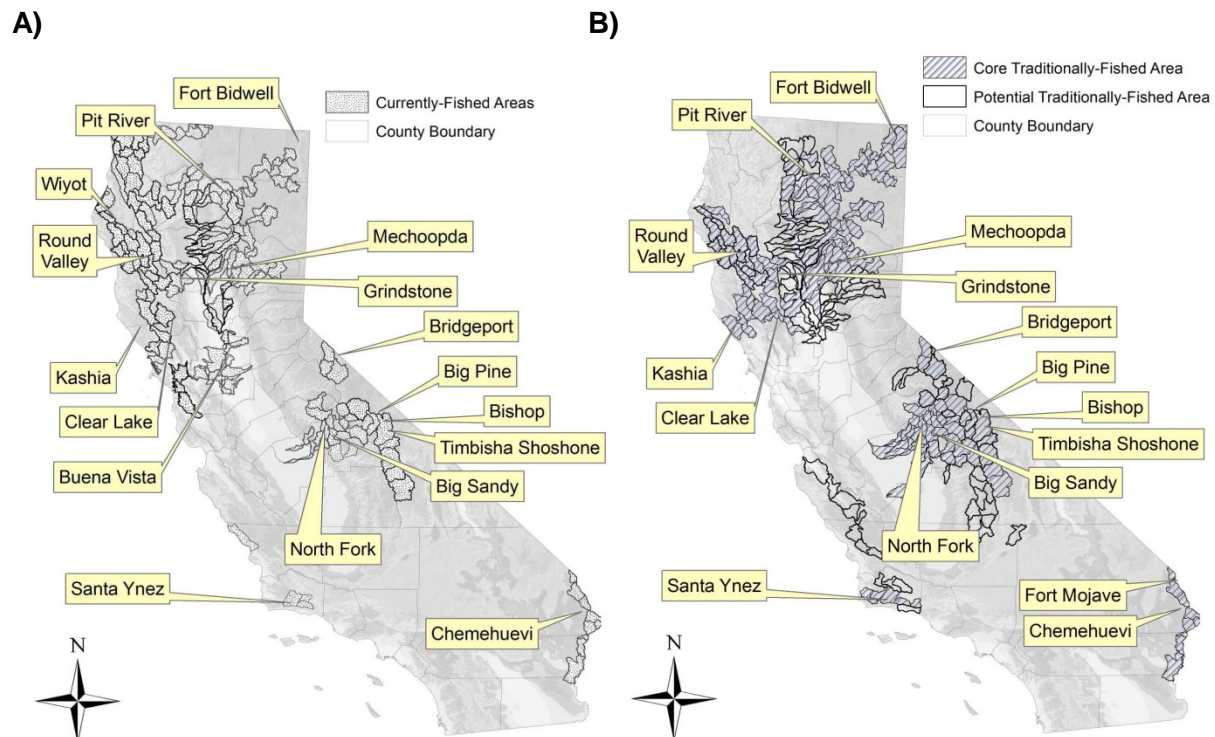 A)
Fort Bidwell
Pit River
Currently-Fished Areas
County Boundary
Wiyot
Round
Valley
Mechoopda
Grindstone
Bridgeport
Kashia
Big Pine
Clear Lake
Bishop
Timbisha Shoshone
Buena Vista
Big Sandy
North Fork
Santa Ynez
Chemehuevi
N
B)
Core Traditionally-Fished Area
Potential Traditionally-Fished Area
County Boundary
Fort Bidwell
Pit River
Round
Valley
Mechoopda
Grindstone
Bridgeport
Kashia
Big Pine
Clear Lake
Bishop
Timbisha Shoshone
Big Sandy
North Fork
Santa Ynez
Fort Mojave
Chemehuevi
N